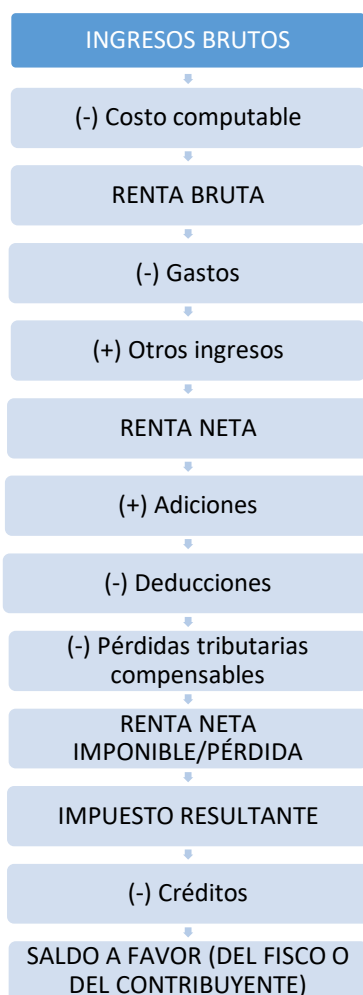 INGRESOS BRUTOS
(-) Costo computable
RENTA BRUTA
(-) Gastos
(+) Otros ingresos
RENTA NETA
(+) Adiciones
(-) Deducciones
(-) Pérdidas tributarias
compensables
RENTA NETA
IMPONIBLE/PÉRDIDA
IMPUESTO RESULTANTE
(-) Créditos
SALDO A FAVOR (DEL FISCO O
DEL CONTRIBUYENTE)